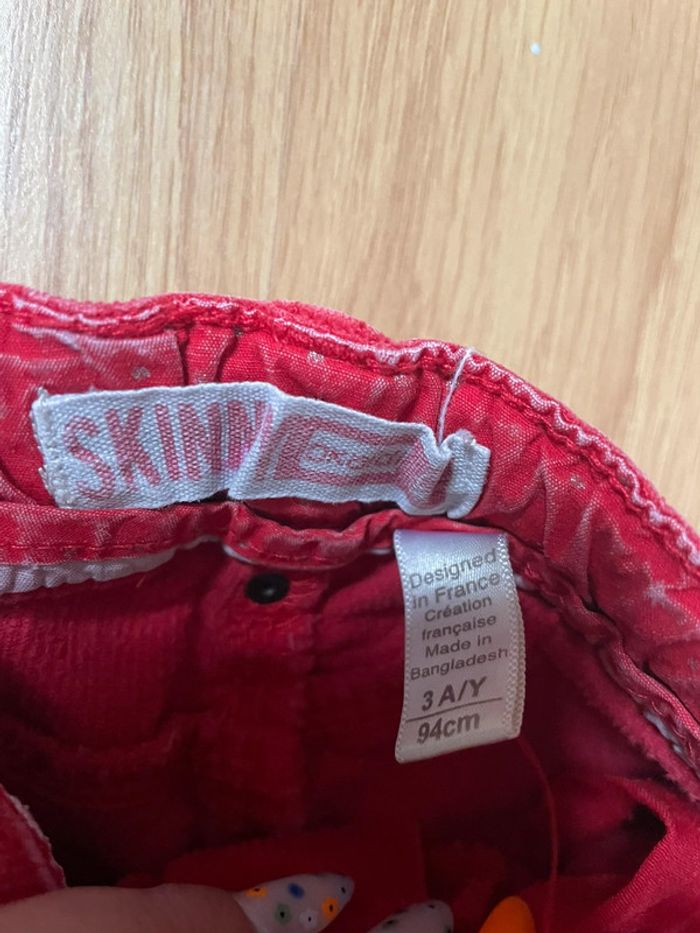 SKINN
Designed
in France
Création
française
Made in
Bangladesh
3 A/Y
94cm